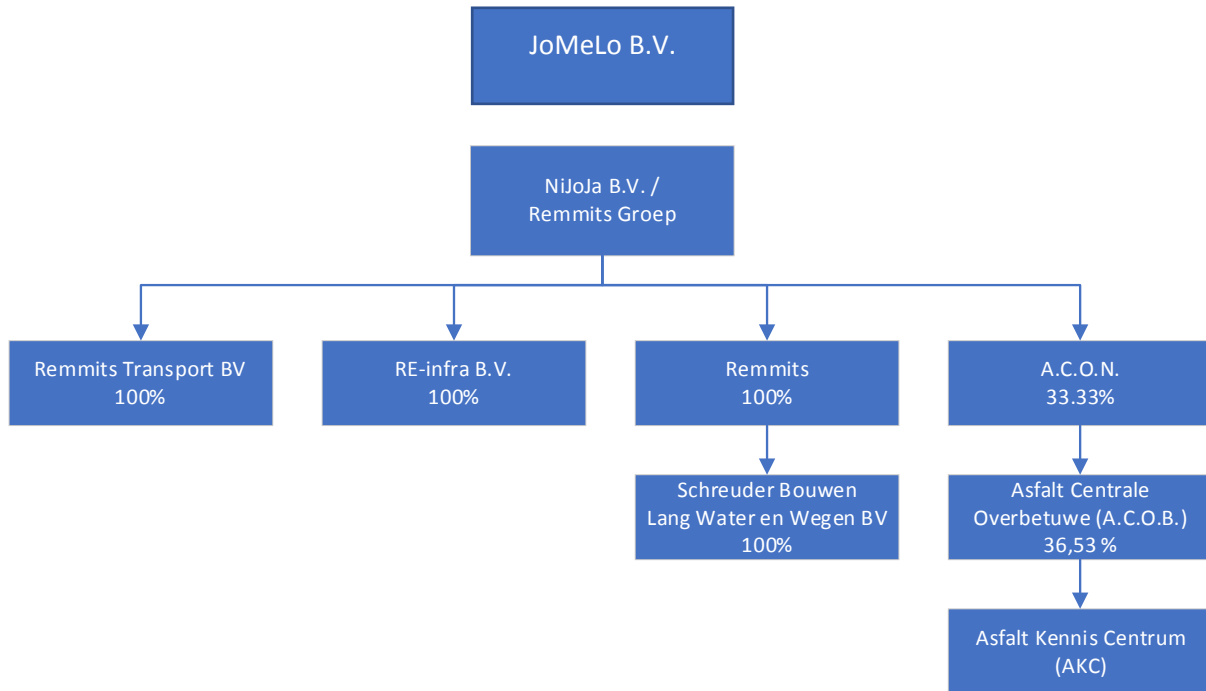 JoMeLo B.V.
NiJoJa B.V. /
Remmits Groep
Remmits Transport BV
100%
RE-infra B.V.
100%
Remmits
100%
A.C.O.N.
33.33%
Schreuder Bouwen
Lang Water en Wegen BV
100%
Asfalt Centrale
Overbetuwe (A.C.O.B.)
36,53 %
Asfalt Kennis Centrum
(AKC)